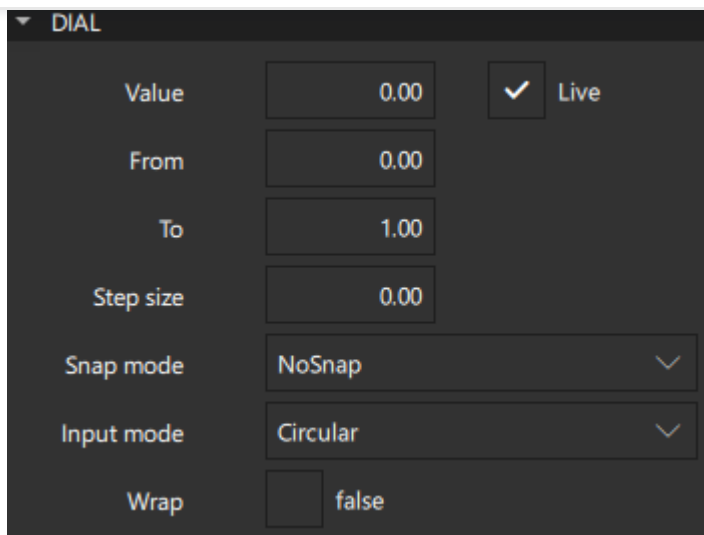 DIAL
Value 0.00 Live
From 0.00
To 1.00
Step size 0.00
Snap mode NoSnap
Input mode Circular
Wrap false